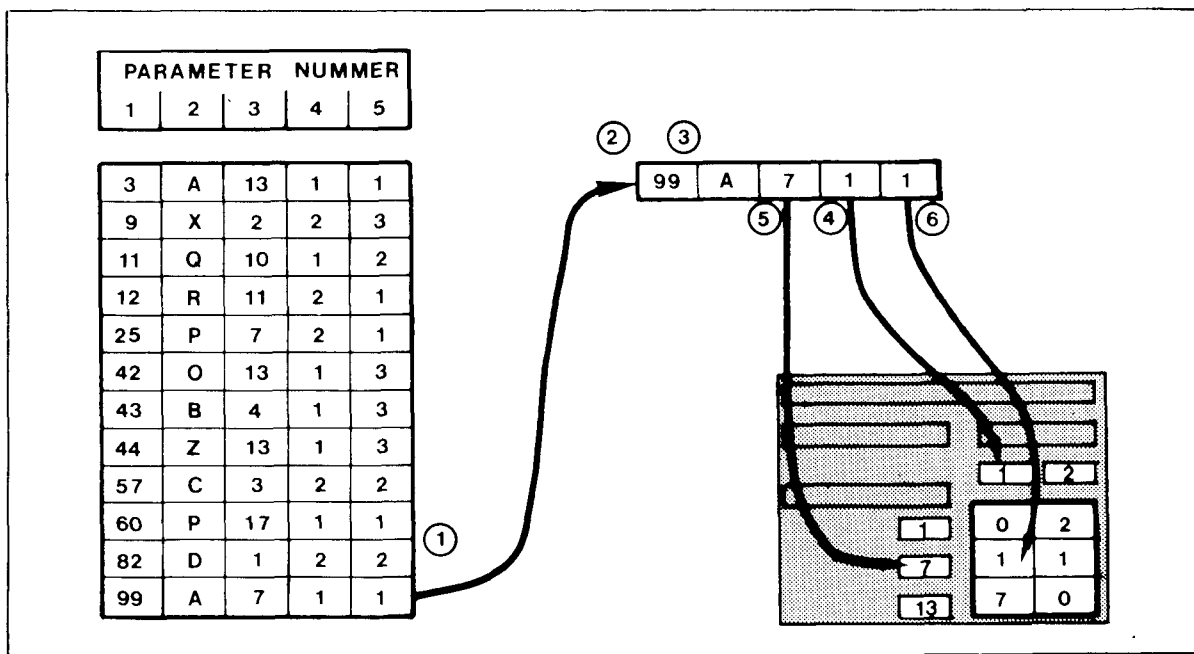 PARAMETER NUMMER
1 2 3 4 5
3 A 13 1 1
9 X 2 2 3
11 Q 10 1 2
12 R 11 2 1
25 P 7 2 1
42 O 13 1 3
43 B 4 1 3
44 Z 13 1 3
57 C 3 2 2
60 P 17 1 1
82 D 1 2 2
99 A 7 1 1
1
2 3
99 A 7 1 1
5 4 6
1 2
1
7
13
0 2
1 1
7 0